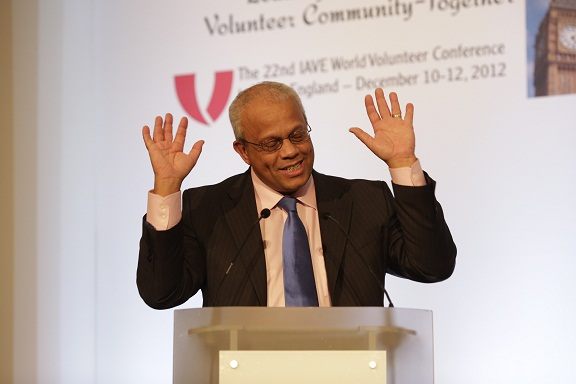 Volunteer Community-Together
The 22nd IAVE World Volunteer Conference
England – December 10-12, 2012